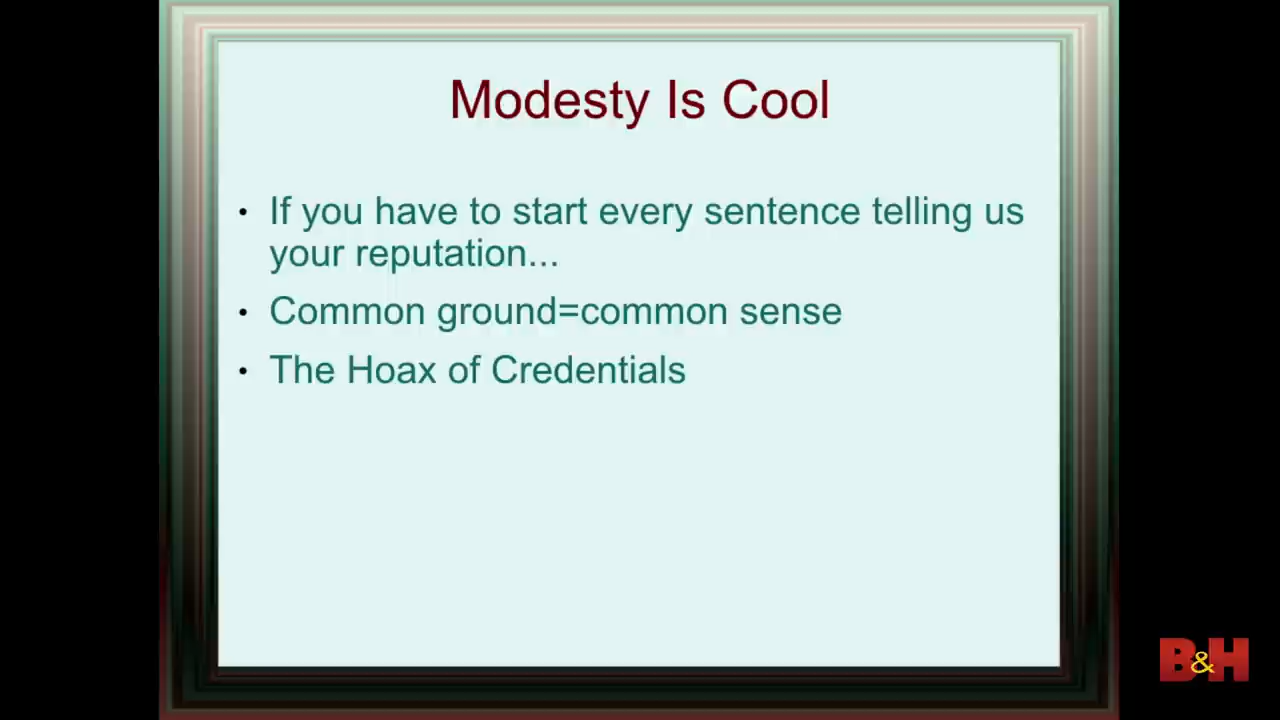 Modesty Is Cool
• If you have to start every sentence telling us
your reputation...
• Common ground=common sense
• The Hoax of Credentials
B&H